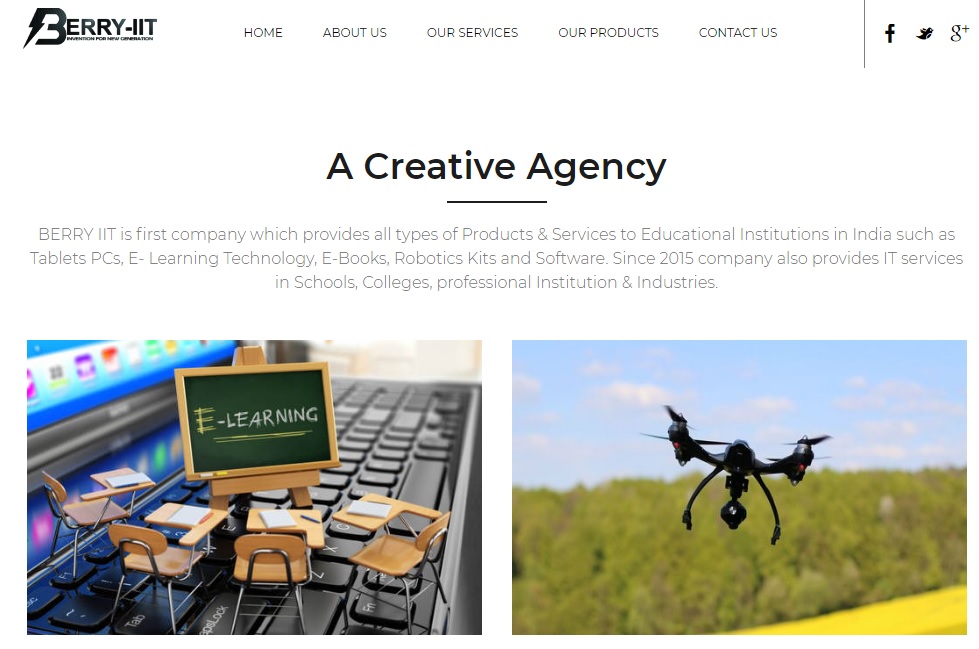 BERRY-IIT
INVENTION FOR NEW GENERATION
HOME ABOUT US OUR SERVICES OUR PRODUCTS CONTACT US
g+
A Creative Agency
BERRY IIT is first company which provides all types of Products & Services to Educational Institutions in India such as
Tablets PCs, E- Learning Technology, E-Books, Robotics Kits and Software. Since 2015 company also provides IT services
in Schools, Colleges, professional Institution & Industries.
E-LEARNING
Tab
Fn